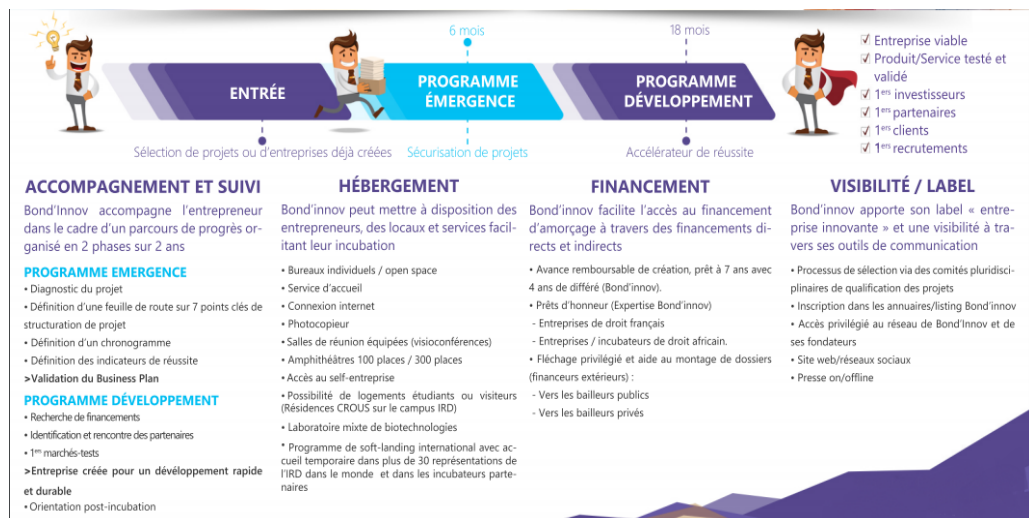 6 mois
18 mois
ENTRÉE
PROGRAMME
ÉMERGENCE
PROGRAMME
DÉVELOPPEMENT
Sélection de projets ou d'entreprises déjà créées
Sécurisation de projets
Accélérateur de réussite
Entreprise viable
Produit/Service testé et
validé
1ers investisseurs
1ers partenaires
1ers clients
1ers recrutements
ACCOMPAGNEMENT ET SUIVI
Bond'Innov accompagne l'entrepreneur
dans le cadre d'un parcours de progrès or-
ganisé en 2 phases sur 2 ans
PROGRAMME EMERGENCE
• Diagnostic du projet
• Définition d'une feuille de route sur 7 points clés de
structuration de projet
• Définition d'un chronogramme
• Définition des indicateurs de réussite
>Validation du Business Plan
PROGRAMME DÉVELOPPEMENT
• Recherche de financements
• Identification et rencontre des partenaires
• 1ers marchés-tests
>Entreprise créée pour un dévéloppement rapide
et durable
• Orientation post-incubation
HÉBERGEMENT
Bond'innov peut mettre à disposition des
entrepreneurs, des locaux et services facil-
itant leur incubation
• Bureaux individuels / open space
• Service d'accueil
• Connexion internet
• Photocopieur
• Salles de réunion équipées (visioconférences)
• Amphithéâtres 100 places / 300 places
• Accès au self-entreprise
• Possibilité de logements étudiants ou visiteurs
(Résidences CROUS sur le campus IRD)
• Laboratoire mixte de biotechnologies
* Programme de soft-landing international avec ac-
cueil temporaire dans plus de 30 représentations de
l'IRD dans le monde et dans les incubateurs parte-
naires
FINANCEMENT
Bond'innov facilite l'accès au financement
d'amorçage à travers des financements di-
rects et indirects
• Avance remboursable de création, prêt à 7 ans avec
4 ans de différé (Bond'innov).
• Prêts d'honneur (Expertise Bond'innov)
- Entreprises de droit français
- Entreprises / incubateurs de droit africain.
• Fléchage privilégié et aide au montage de dossiers
(financeurs extérieurs) :
- Vers les bailleurs publics
- Vers les bailleurs privés
VISIBILITÉ / LABEL
Bond'innov apporte son label « entre-
prise innovante » et une visibilité à tra-
vers ses outils de communication
• Processus de sélection via des comités pluridisci-
plinaires de qualification des projets
• Inscription dans les annuaires/listing Bond'innov
• Accès privilégié au réseau de Bond'Innov et de
ses fondateurs
• Site web/réseaux sociaux
• Presse on/offline